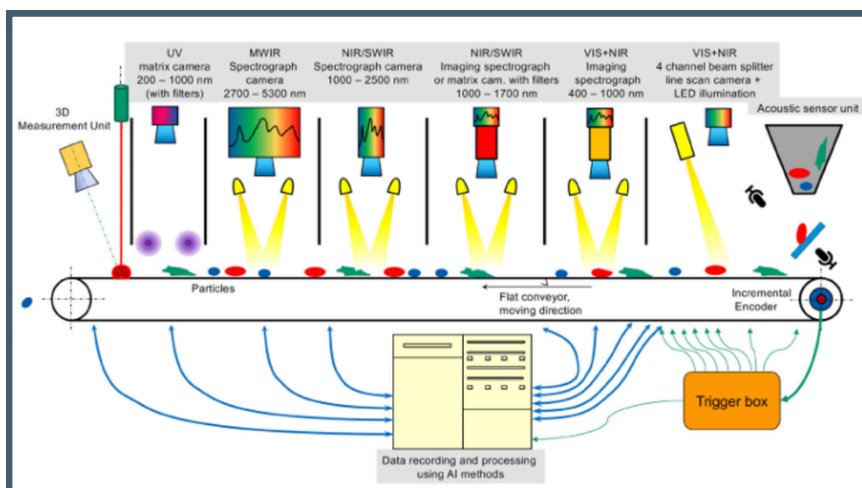 UV
matrix camera
200 – 1000 nm
(with filters)
MWIR
Spectrograph
camera
2700 – 5300 nm
NIR/SWIR
Spectrograph camera
1000 – 2500 nm
NIR/SWIR
Imaging spectrograph
or matrix cam. with filters
1000 – 1700 nm
VIS+NIR
Imaging
spectrograph
400 – 1000 nm
VIS+NIR
4 channel beam splitter
line scan camera +
LED illumination
3D
Measurement Unit
Acoustic sensor unit
Particles
Flat conveyor,
moving direction
Incremental
Encoder
Trigger box
Data recording and processing
using AI methods